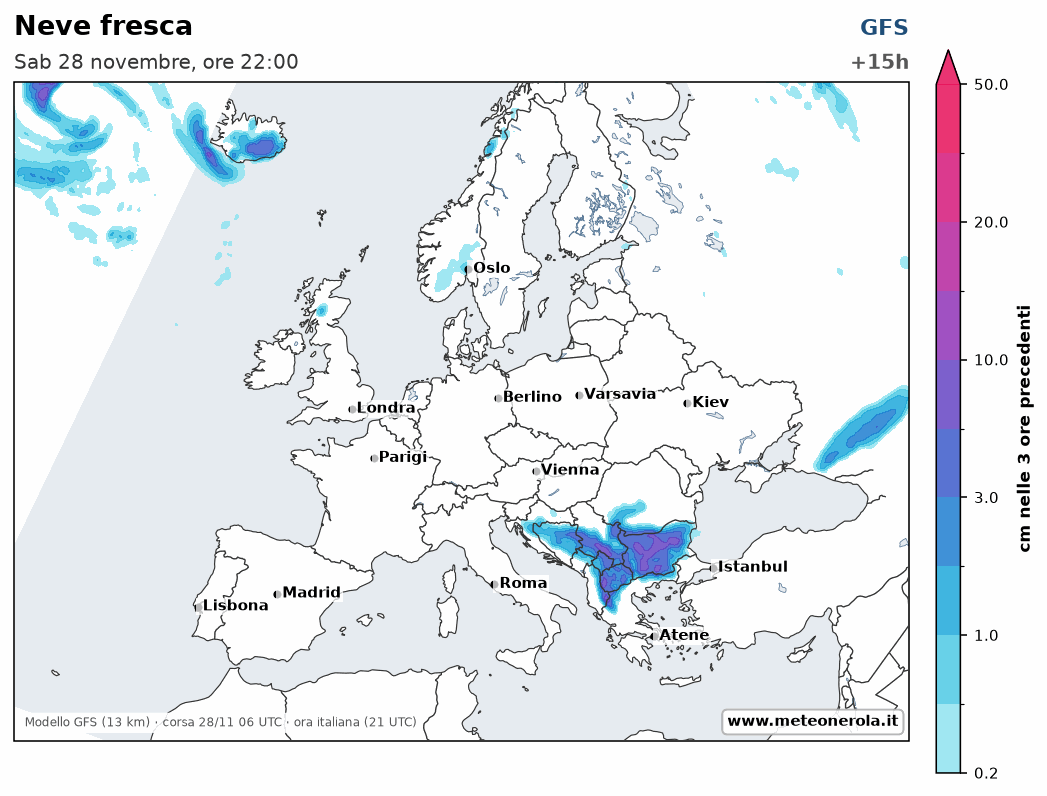 Neve fresca
GFS
Sab 28 novembre, ore 22:00
+15h
50.0
20.0
10.0
3.0
1.0
0.2
cm nelle 3 ore precedenti
Oslo
Londra
Berlino
Varsavia
Kiev
Parigi
Vienna
Istanbul
Roma
Madrid
Lisbona
Atene
Modello GFS (13 km) · corsa 28/11 06 UTC · ora italiana (21 UTC)
www.meteonerola.it